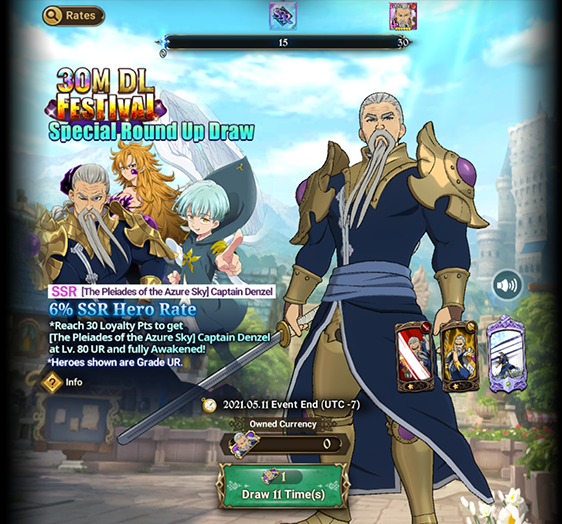 Rates
15
30
0
30M DL
FESTIVAL
Special Round Up Draw
SSR [The Pleiades of the Azure Sky] Captain Denzel
6% SSR Hero Rate
*Reach 30 Loyalty Pts to get
[The Pleiades of the Azure Sky] Captain Denzel
at Lv. 80 UR and fully Awakened!
*Heroes shown are Grade UR.
Info
2021.05.11 Event End (UTC -7)
Owned Currency
0
1
Draw 11 Time(s)